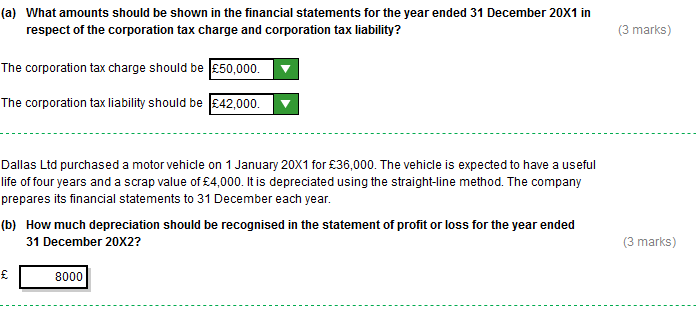 (a) What amounts should be shown in the financial statements for the year ended 31 December 20X1 in
respect of the corporation tax charge and corporation tax liability? (3 marks)
The corporation tax charge should be £50,000.
The corporation tax liability should be £42,000.
Dallas Ltd purchased a motor vehicle on 1 January 20X1 for £36,000. The vehicle is expected to have a useful
life of four years and a scrap value of £4,000. It is depreciated using the straight-line method. The company
prepares its financial statements to 31 December each year.
(b) How much depreciation should be recognised in the statement of profit or loss for the year ended
31 December 20X2? (3 marks)
£ 8000